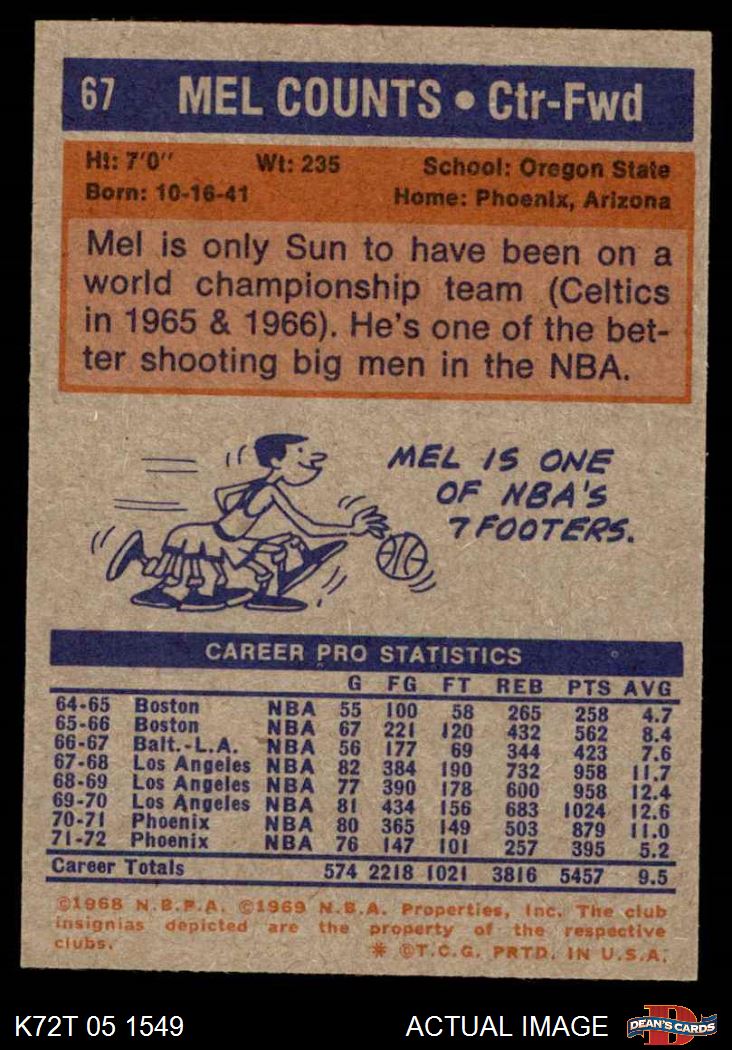 67 MEL COUNTS • Ctr-Fwd
Ht: 7'0" Wt: 235 School: Oregon State
Born: 10-16-41 Home: Phoenix, Arizona
Mel is only Sun to have been on a
world championship team (Celtics
in 1965 & 1966). He's one of the bet-
ter shooting big men in the NBA.
MEL IS ONE
OF NBA'S
7 FOOTERS.
CAREER PRO STATISTICS
G FG FT REB PTS AVG
64-65 Boston NBA 55 100 58 265 258 4.7
65-66 Boston NBA 67 221 120 432 562 8.4
66-67 Balt.-L.A. NBA 56 177 69 344 423 7.6
67-68 Los Angeles NBA 82 384 190 732 958 11.7
68-69 Los Angeles NBA 77 390 178 600 958 12.4
69-70 Los Angeles NBA 81 434 156 683 1024 12.6
70-71 Phoenix NBA 80 365 149 503 879 11.0
71-72 Phoenix NBA 76 147 101 257 395 5.2
Career Totals 574 2218 1021 3816 5457 9.5
©1968 N.B.P.A. ©1969 N.B.A. Properties, Inc. The club
insignias depicted are the property of the respective
clubs. * ©T.C.G. PRTD. IN U.S.A.
K72T 05 1549 ACTUAL IMAGE D DEAN'S CARDS